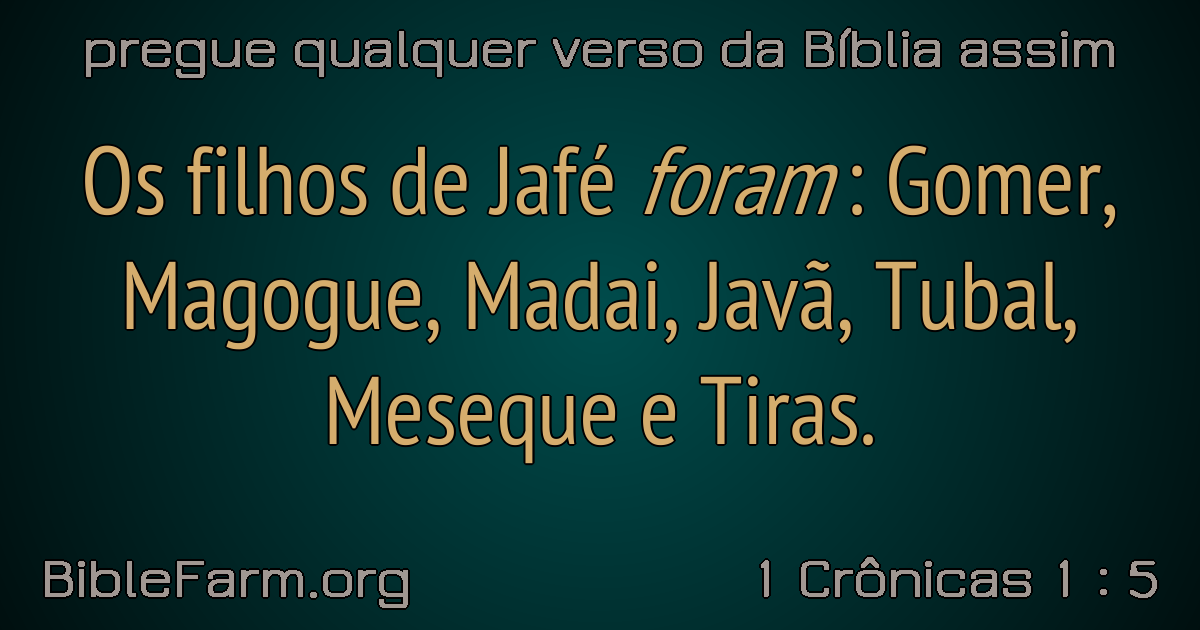 pregue qualquer verso da Bíblia assim
Os filhos de Jafé foram: Gomer,
Magogue, Madai, Javã, Tubal,
Meseque e Tiras.
BibleFarm.org
1 Crônicas 1 : 5